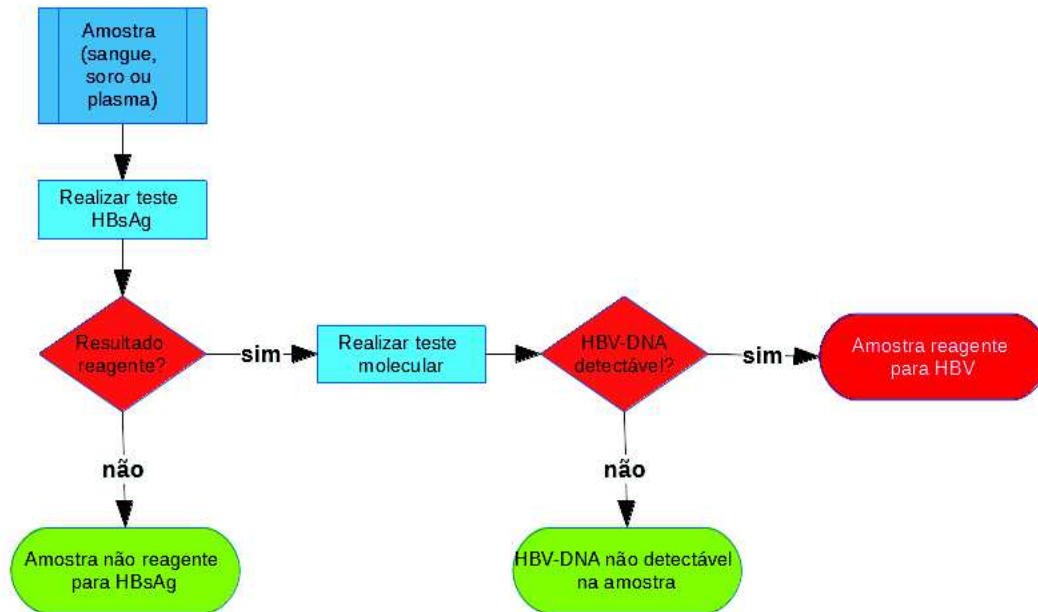 Amostra
(sangue,
soro ou
plasma)
Realizar teste
HBsAg
Resultado
reagente?
sim
Realizar teste
molecular
HBV-DNA
detectável?
sim
Amostra reagente
para HBV
não
não
Amostra não reagente
para HBsAg
HBV-DNA não detectável
na amostra